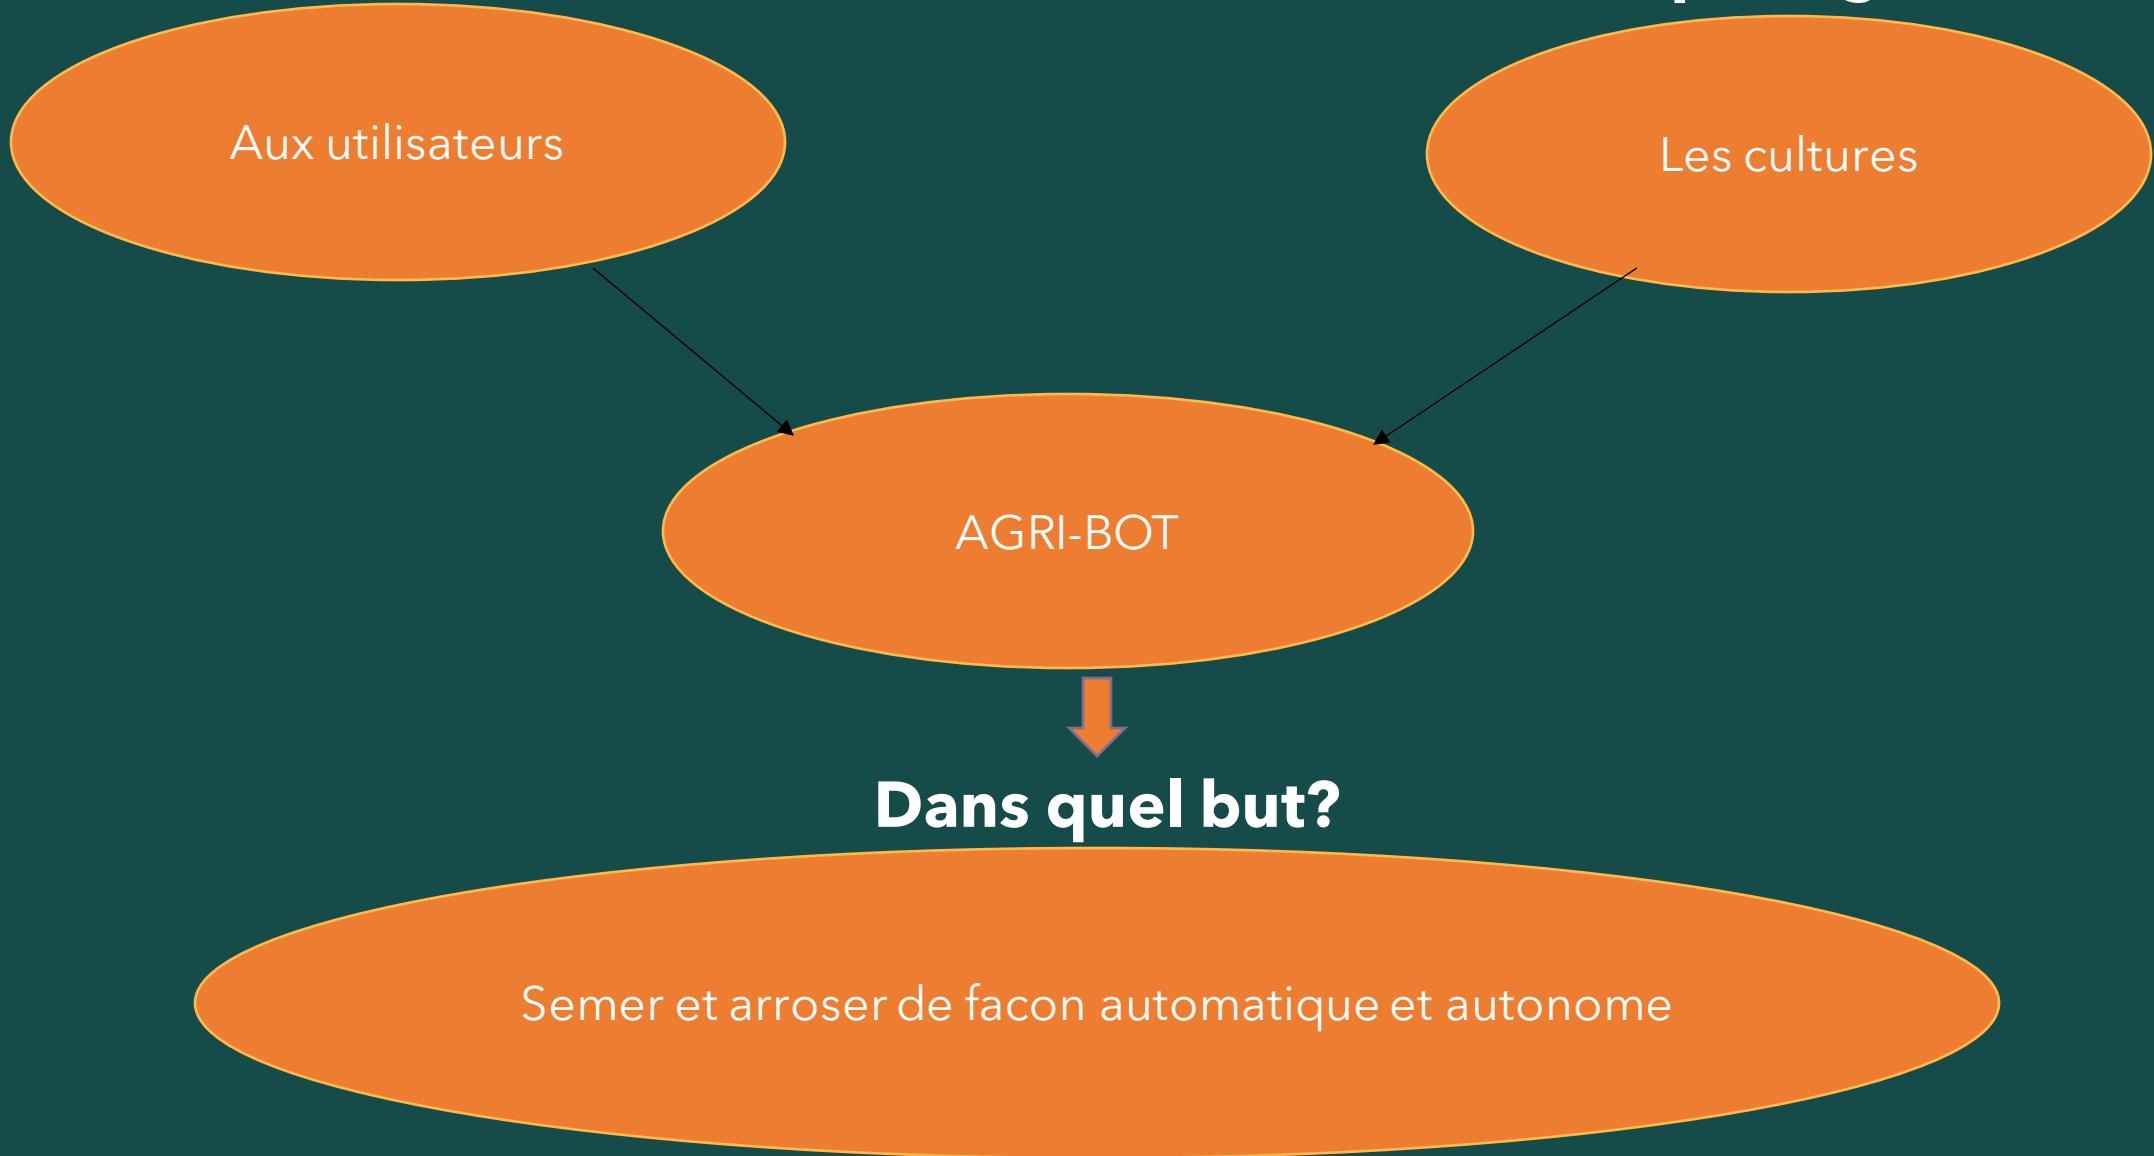 Aux utilisateurs
Les cultures
AGRI-BOT
Dans quel but?
Semer et arroser de facon automatique et autonome